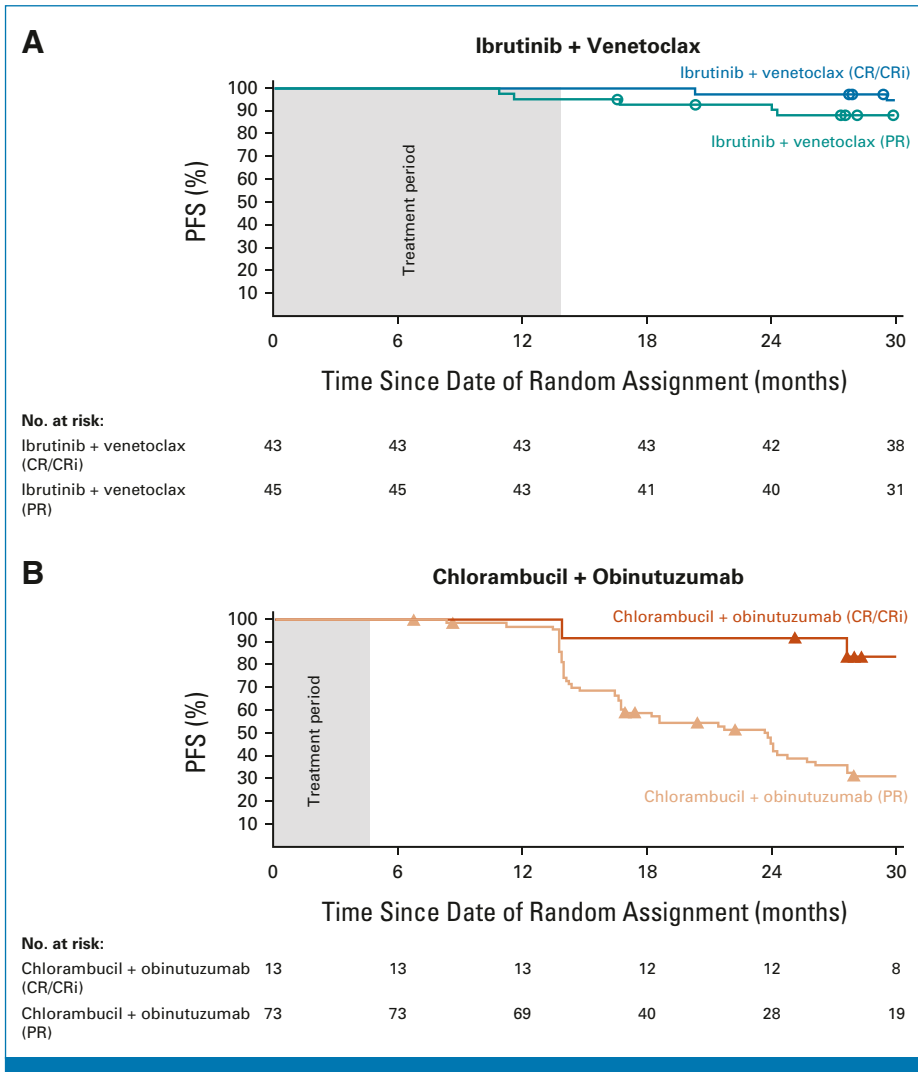 A
Ibrutinib + Venetoclax
Ibrutinib + venetoclax (CR/CRi)
Ibrutinib + venetoclax (PR)
PFS (%)
100
90
80
70
60
50
40
30
20
10
Treatment period
0 6 12 18 24 30
Time Since Date of Random Assignment (months)
No. at risk:
Ibrutinib + venetoclax 43 43 43 43 42 38
(CR/CRi)
Ibrutinib + venetoclax 45 45 43 41 40 31
(PR)
B
Chlorambucil + Obinutuzumab
Chlorambucil + obinutuzumab (CR/CRi)
Chlorambucil + obinutuzumab (PR)
PFS (%)
100
90
80
70
60
50
40
30
20
10
Treatment period
0 6 12 18 24 30
Time Since Date of Random Assignment (months)
No. at risk:
Chlorambucil + obinutuzumab 13 13 13 12 12 8
(CR/CRi)
Chlorambucil + obinutuzumab 73 73 69 40 28 19
(PR)